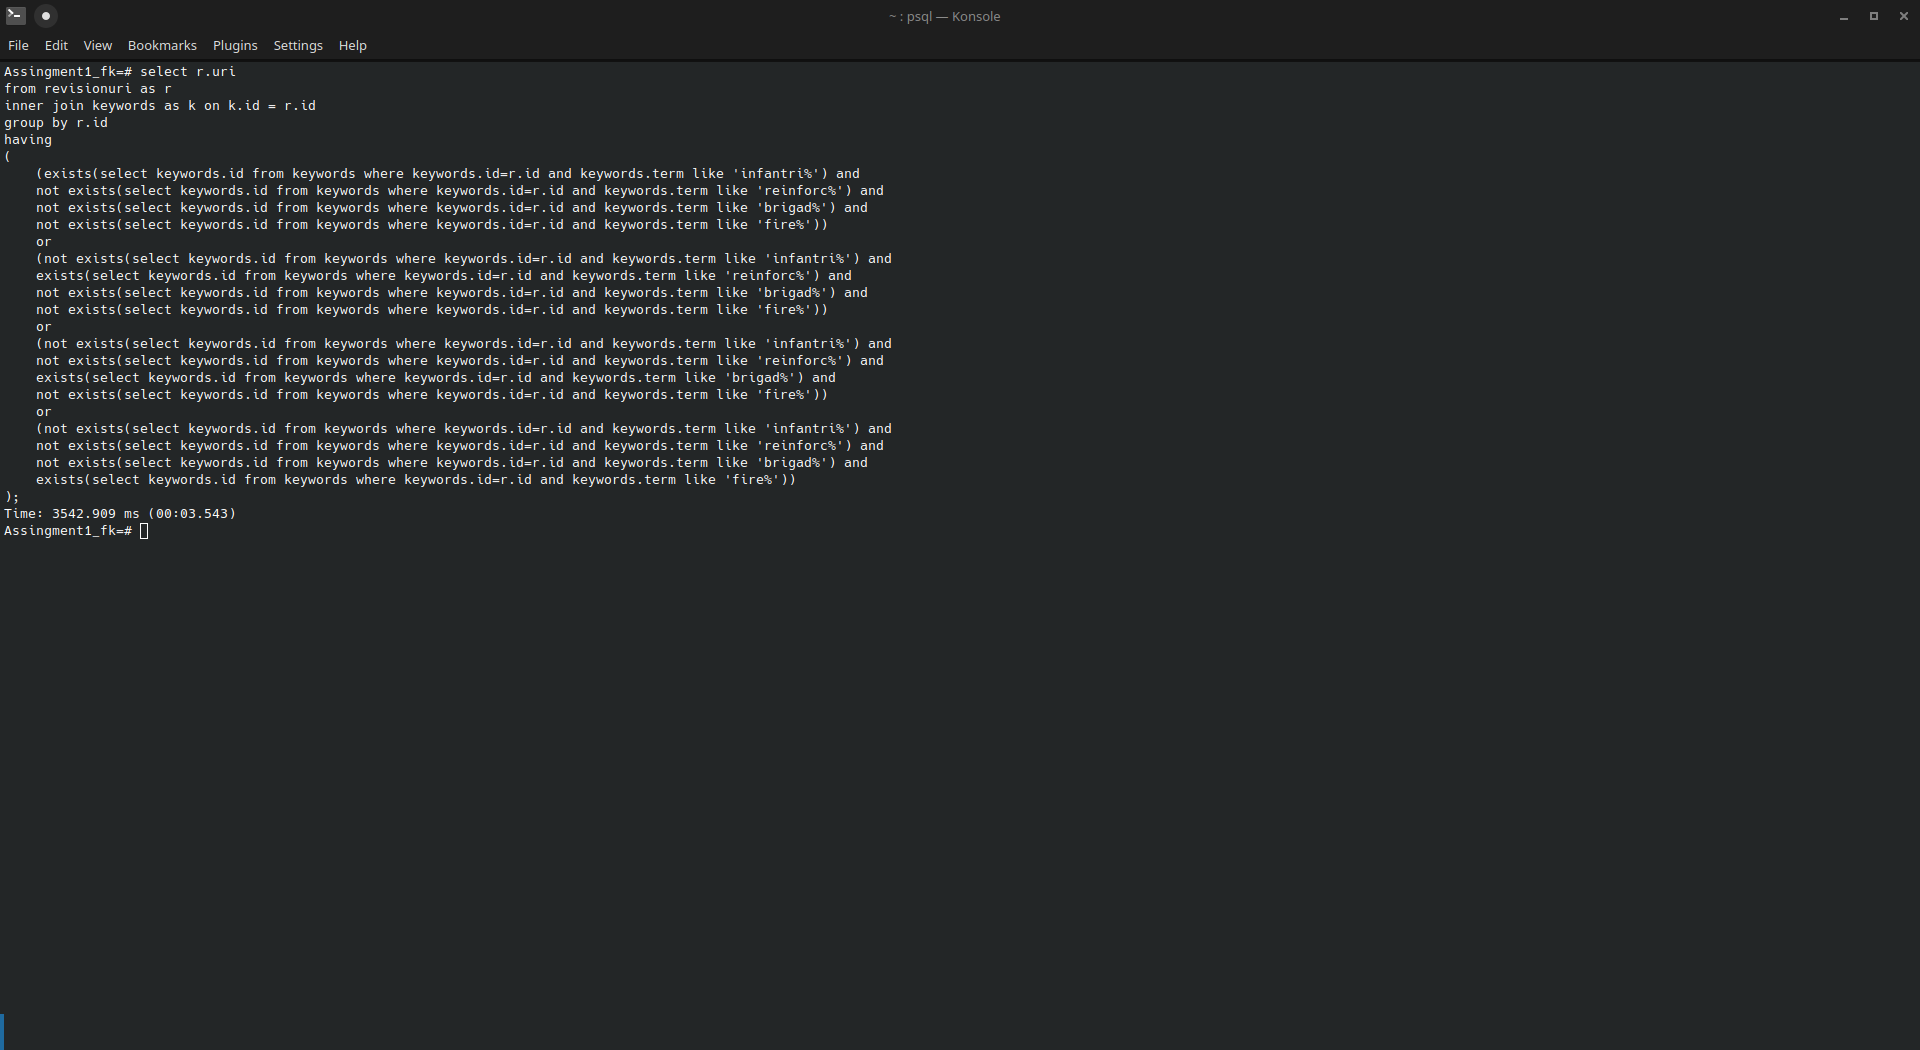 ~ : psql — Konsole
File Edit View Bookmarks Plugins Settings Help
Assingment1_fk=# select r.uri
from revisionuri as r
inner join keywords as k on k.id = r.id
group by r.id
having
(
    (exists(select keywords.id from keywords where keywords.id=r.id and keywords.term like 'infantri%') and
    not exists(select keywords.id from keywords where keywords.id=r.id and keywords.term like 'reinforc%') and
    not exists(select keywords.id from keywords where keywords.id=r.id and keywords.term like 'brigad%') and
    not exists(select keywords.id from keywords where keywords.id=r.id and keywords.term like 'fire%'))
    or
    (not exists(select keywords.id from keywords where keywords.id=r.id and keywords.term like 'infantri%') and
    exists(select keywords.id from keywords where keywords.id=r.id and keywords.term like 'reinforc%') and
    not exists(select keywords.id from keywords where keywords.id=r.id and keywords.term like 'brigad%') and
    not exists(select keywords.id from keywords where keywords.id=r.id and keywords.term like 'fire%'))
    or
    (not exists(select keywords.id from keywords where keywords.id=r.id and keywords.term like 'infantri%') and
    not exists(select keywords.id from keywords where keywords.id=r.id and keywords.term like 'reinforc%') and
    exists(select keywords.id from keywords where keywords.id=r.id and keywords.term like 'brigad%') and
    not exists(select keywords.id from keywords where keywords.id=r.id and keywords.term like 'fire%'))
    or
    (not exists(select keywords.id from keywords where keywords.id=r.id and keywords.term like 'infantri%') and
    not exists(select keywords.id from keywords where keywords.id=r.id and keywords.term like 'reinforc%') and
    not exists(select keywords.id from keywords where keywords.id=r.id and keywords.term like 'brigad%') and
    exists(select keywords.id from keywords where keywords.id=r.id and keywords.term like 'fire%'))
);
Time: 3542.909 ms (00:03.543)
Assingment1_fk=#